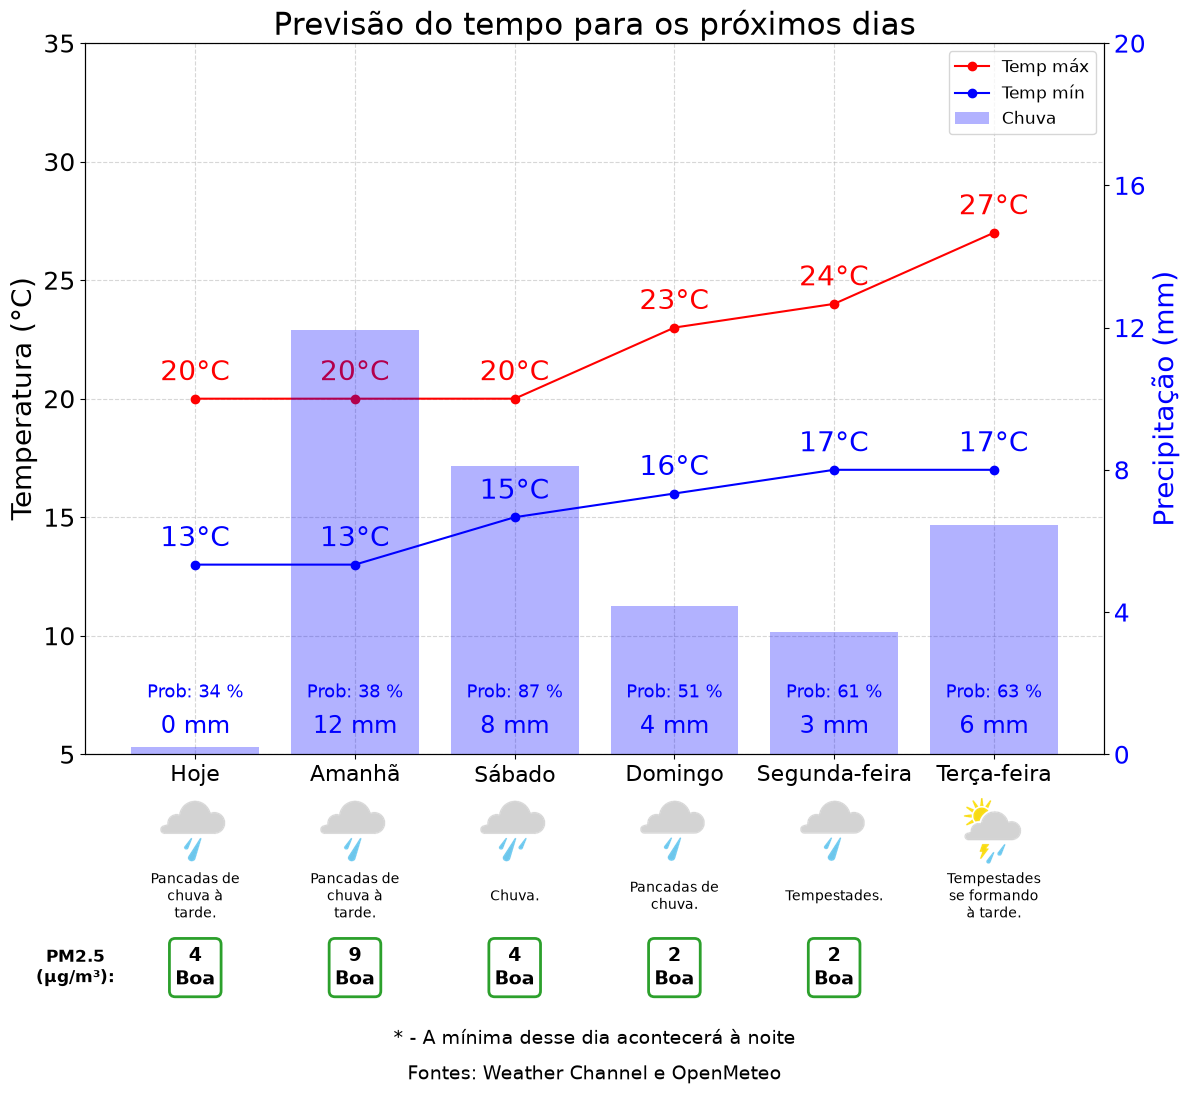 Previsão do tempo para os próximos dias
35
30
25
20
15
10
5
Temperatura (°C)
20
16
12
8
4
0
Precipitação (mm)
Temp máx
Temp mín
Chuva
20°C
20°C
20°C
23°C
24°C
27°C
13°C
13°C
15°C
16°C
17°C
17°C
Prob: 34 %
Prob: 38 %
Prob: 87 %
Prob: 51 %
Prob: 61 %
Prob: 63 %
0 mm
12 mm
8 mm
4 mm
3 mm
6 mm
Hoje
Amanhã
Sábado
Domingo
Segunda-feira
Terça-feira
Pancadas de
chuva à
tarde.
Pancadas de
chuva à
tarde.
Chuva.
Pancadas de
chuva.
Tempestades.
Tempestades
se formando
à tarde.
PM2.5
(µg/m³):
4
Boa
9
Boa
4
Boa
2
Boa
2
Boa
* - A mínima desse dia acontecerá à noite
Fontes: Weather Channel e OpenMeteo